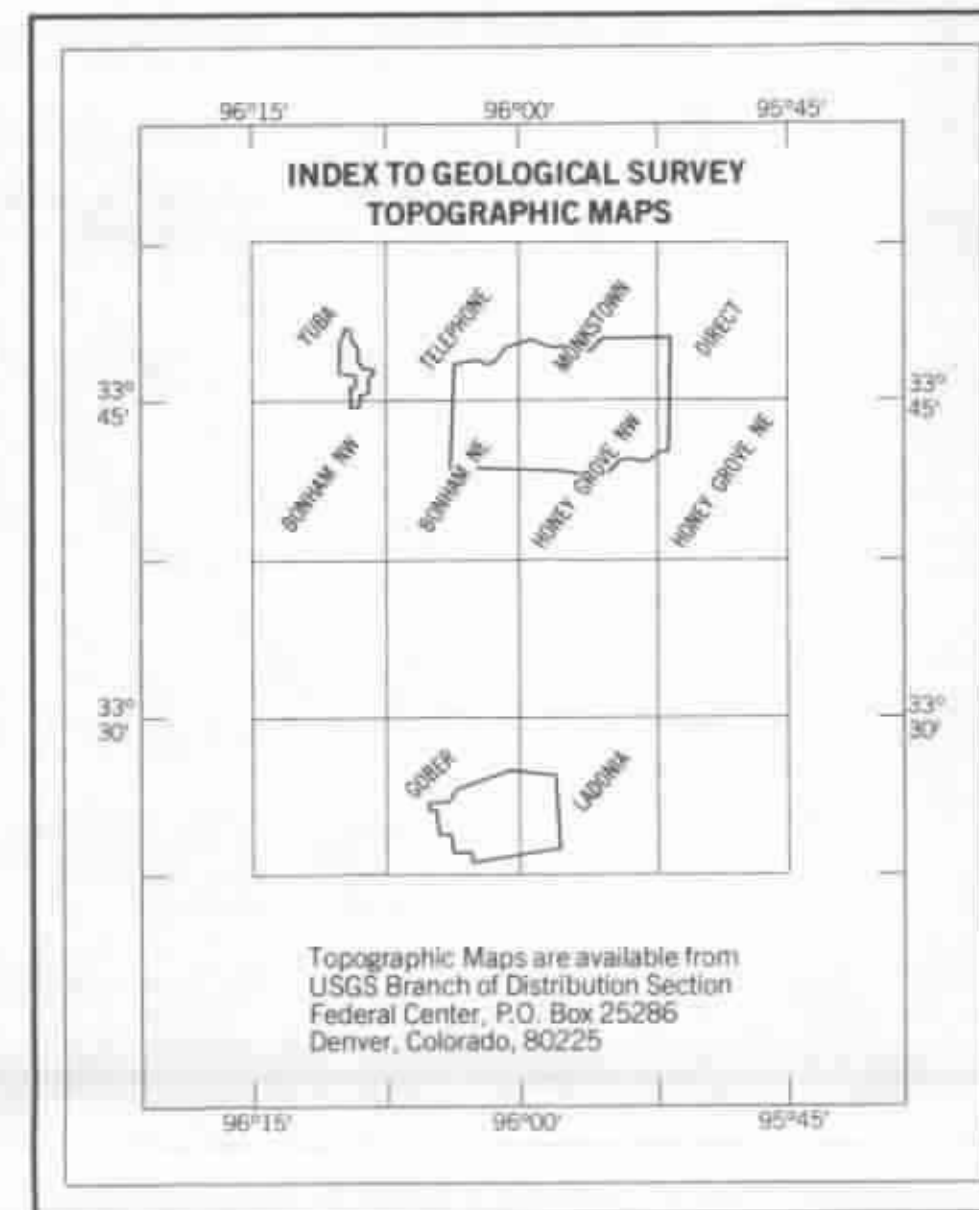 96°15' 96°00' 95°45'
INDEX TO GEOLOGICAL SURVEY
TOPOGRAPHIC MAPS
TUBA
TELEPHONE
MONKSTOWN
DIRECT
33°
45'
33°
45'
BONHAM NW
BONHAM NE
HONEY GROVE NW
HONEY GROVE NE
33°
30'
33°
30'
GOBER
LADONIA
Topographic Maps are available from
USGS Branch of Distribution Section
Federal Center, P.O. Box 25286
Denver, Colorado, 80225
96°15' 96°00' 95°45'